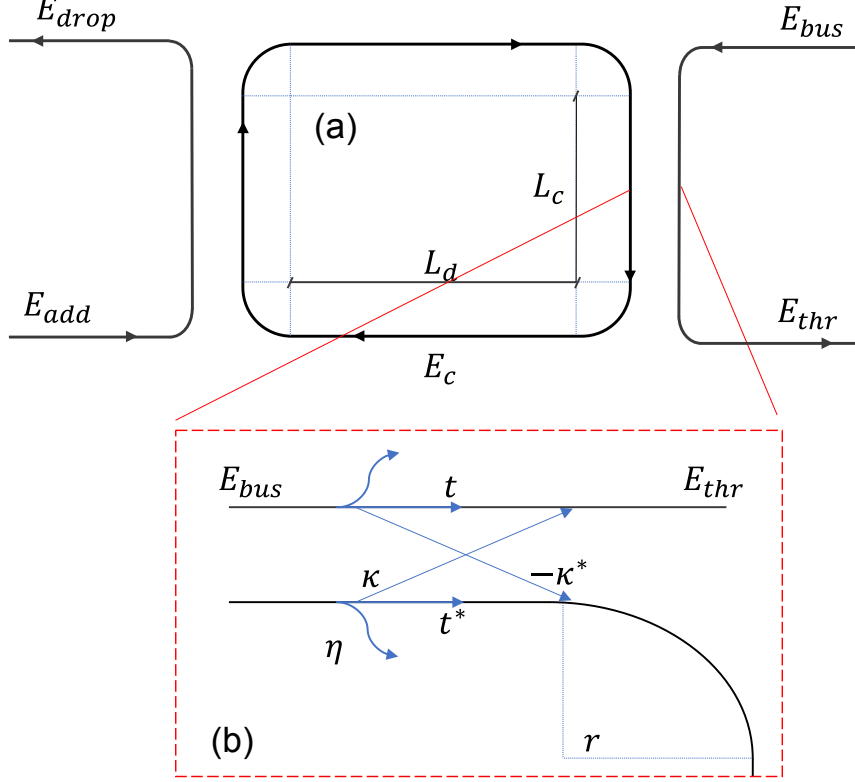 E_drop
E_bus
(a)
L_c
L_d
E_add
E_thr
E_c
E_bus
t
E_thr
κ
−κ*
t*
η
r
(b)